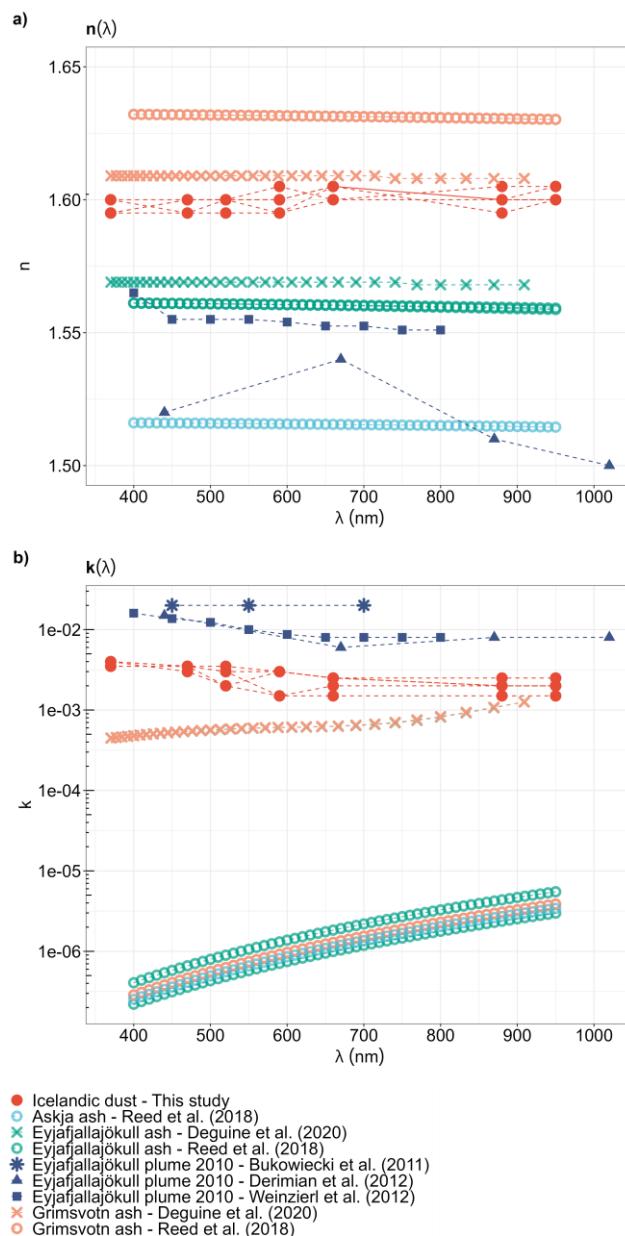 a)
n(λ)
1.65
1.60
1.55
1.50
n
400
500
600
700
800
900
1000
λ (nm)
b)
k(λ)
1e-02
1e-03
1e-04
1e-05
1e-06
k
400
500
600
700
800
900
1000
λ (nm)
Icelandic dust - This study
Askja ash - Reed et al. (2018)
Eyjafjallajökull ash - Deguine et al. (2020)
Eyjafjallajökull ash - Reed et al. (2018)
Eyjafjallajökull plume 2010 - Bukowiecki et al. (2011)
Eyjafjallajökull plume 2010 - Derimian et al. (2012)
Eyjafjallajökull plume 2010 - Weinzierl et al. (2012)
Grimsvotn ash - Deguine et al. (2020)
Grimsvotn ash - Reed et al. (2018)